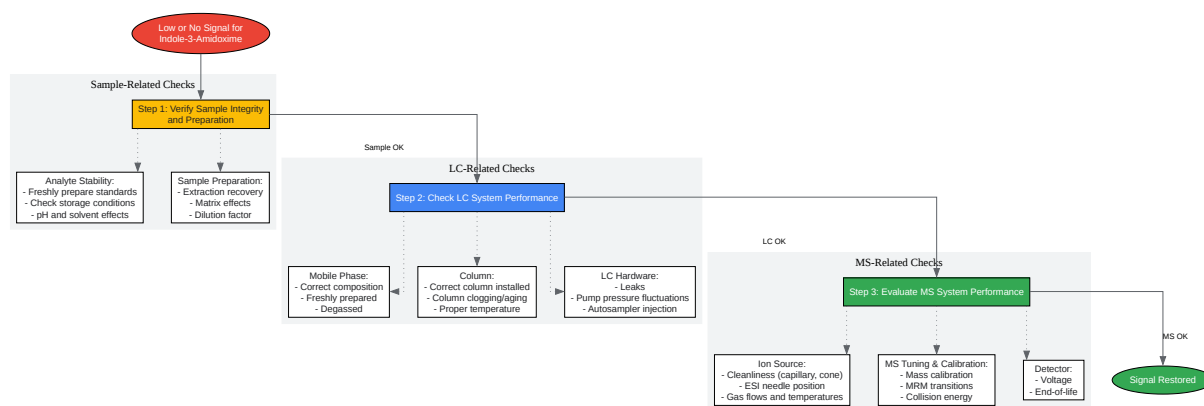 Low or No Signal for
Indole-3-Amidoxime
Sample-Related Checks
Step 1: Verify Sample Integrity
and Preparation
Sample OK
Analyte Stability:
- Freshly prepare standards
- Check storage conditions
- pH and solvent effects
Sample Preparation:
- Extraction recovery
- Matrix effects
- Dilution factor
LC-Related Checks
Step 2: Check LC System Performance
LC OK
Mobile Phase:
- Correct composition
- Freshly prepared
- Degassed
Column:
- Correct column installed
- Column clogging/aging
- Proper temperature
LC Hardware:
- Leaks
- Pump pressure fluctuations
- Autosampler injection
MS-Related Checks
Step 3: Evaluate MS System Performance
MS OK
Ion Source:
- Cleanliness (capillary, cone)
- ESI needle position
- Gas flows and temperatures
MS Tuning & Calibration:
- Mass calibration
- MRM transitions
- Collision energy
Detector:
- Voltage
- End-of-life
Signal Restored